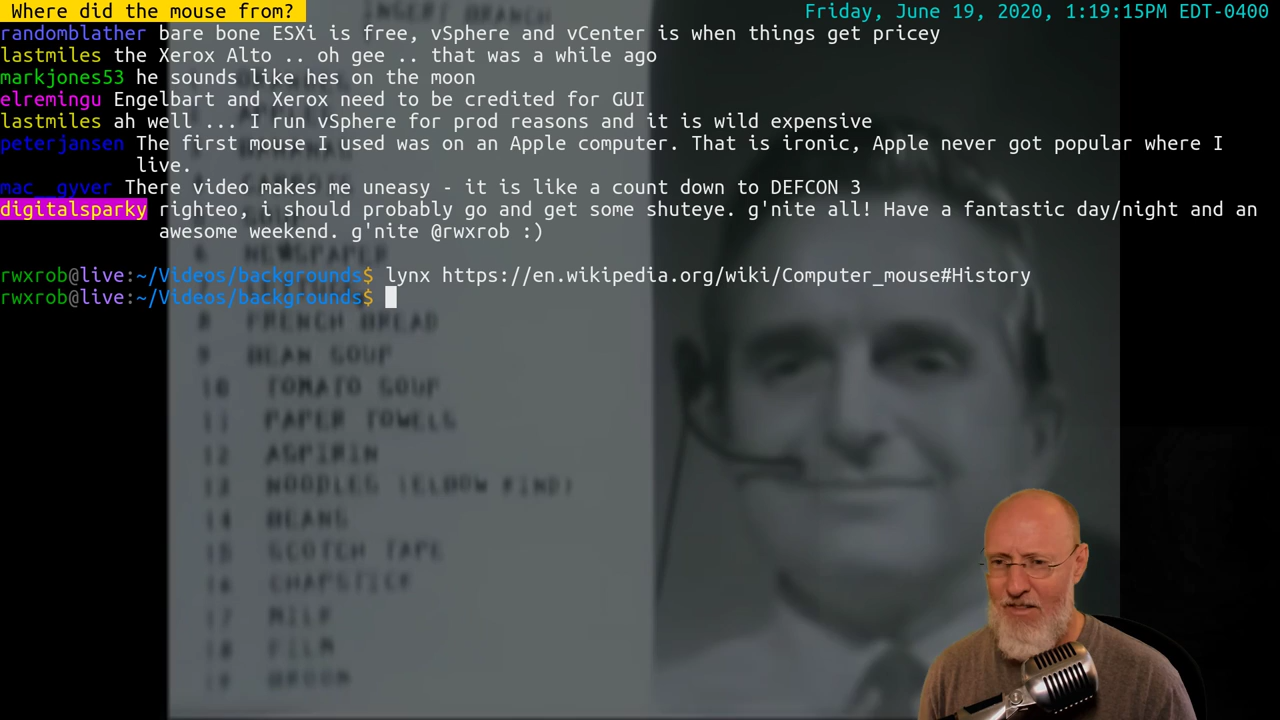 Where did the mouse from?
Friday, June 19, 2020, 1:19:15PM EDT-0400
INSERT BRANCH
randomblather bare bone ESXi is free, vSphere and vCenter is when things get pricey
lastmiles the Xerox Alto .. oh gee .. that was a while ago
markjones53 he sounds like hes on the moon
elremingu Engelbart and Xerox need to be credited for GUI
lastmiles ah well ... I run vSphere for prod reasons and it is wild expensive
peterjansen The first mouse I used was on an Apple computer. That is ironic, Apple never got popular where I
live.
mac__gyver There video makes me uneasy - it is like a count down to DEFCON 3
digitalsparky righteo, i should probably go and get some shuteye. g'nite all! Have a fantastic day/night and an
awesome weekend. g'nite @rwxrob :)
6 NEWSPAPER
rwxrob@live:~/Videos/backgrounds$ lynx https://en.wikipedia.org/wiki/Computer_mouse#History
rwxrob@live:~/Videos/backgrounds$
8 FRENCH BREAD
9 BEAN SOUP
10 TOMATO SOUP
11 PAPER TOWELS
12 ASPIRIN
13 NOODLES (ELBOW KIND)
14 BEANS
15 SCOTCH TAPE
16 CHAPSTICK
17 MILK
18 FILM
19 BROOM